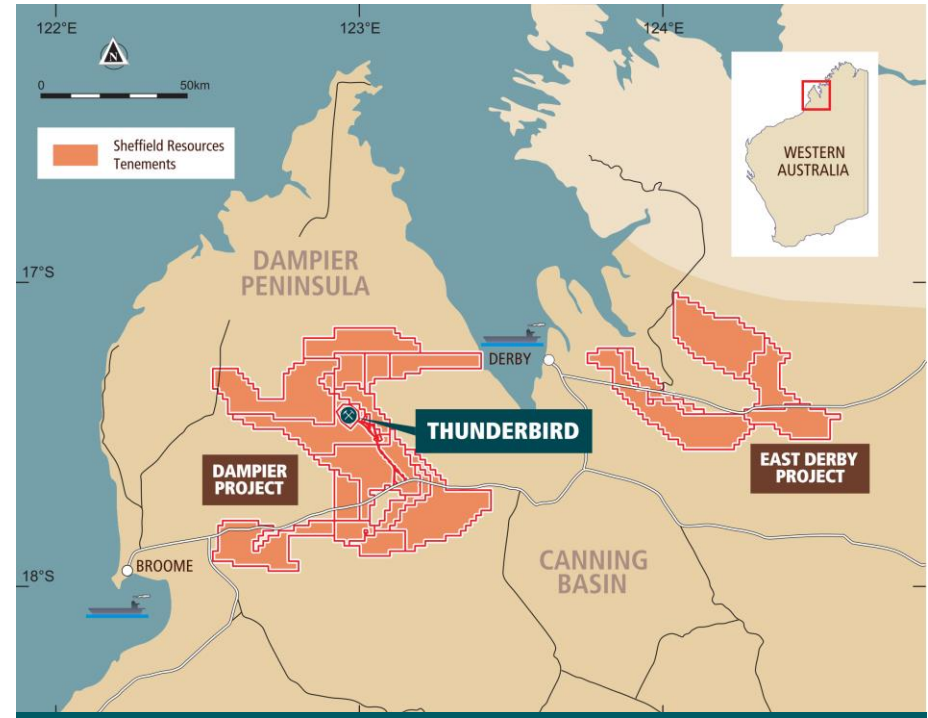 122°E
123°E
124°E
N
0
50km
Sheffield Resources
Tenements
WESTERN
AUSTRALIA
17°S
DAMPIER
PENINSULA
DERBY
THUNDERBIRD
DAMPIER
PROJECT
EAST DERBY
PROJECT
BROOME
CANNING
BASIN
18°S